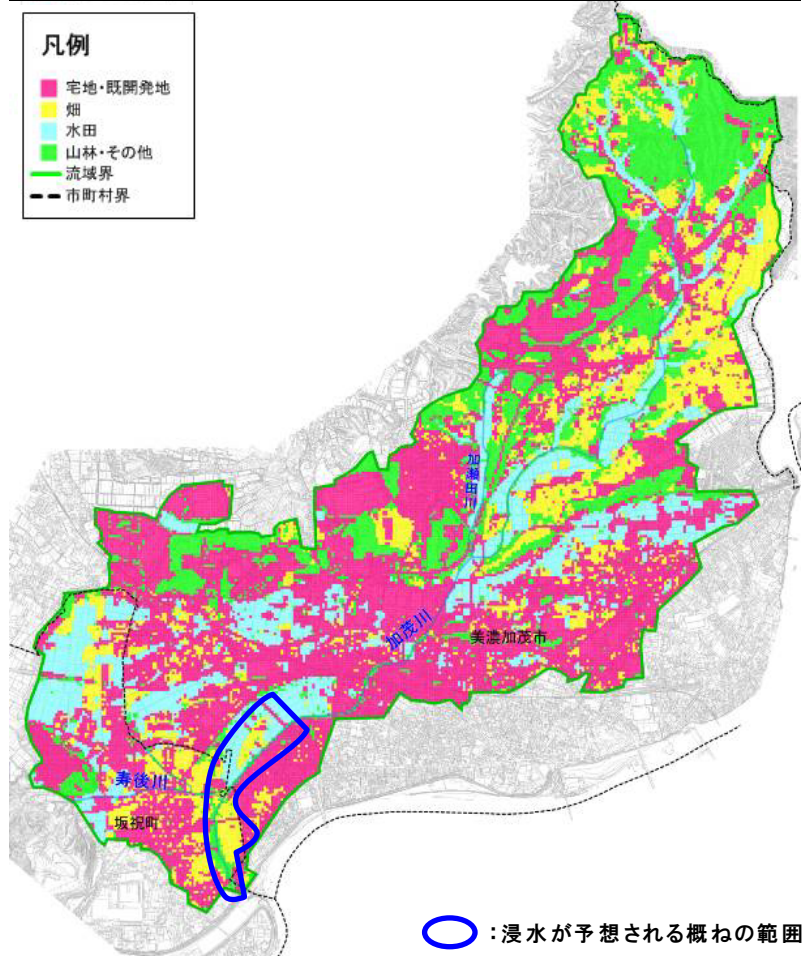 凡例
宅地・既開発地
畑
水田
山林・その他
流域界
市町村界
加瀬田川
加茂川
美濃加茂市
寿後川
坂祝町
：浸水が予想される概ねの範囲